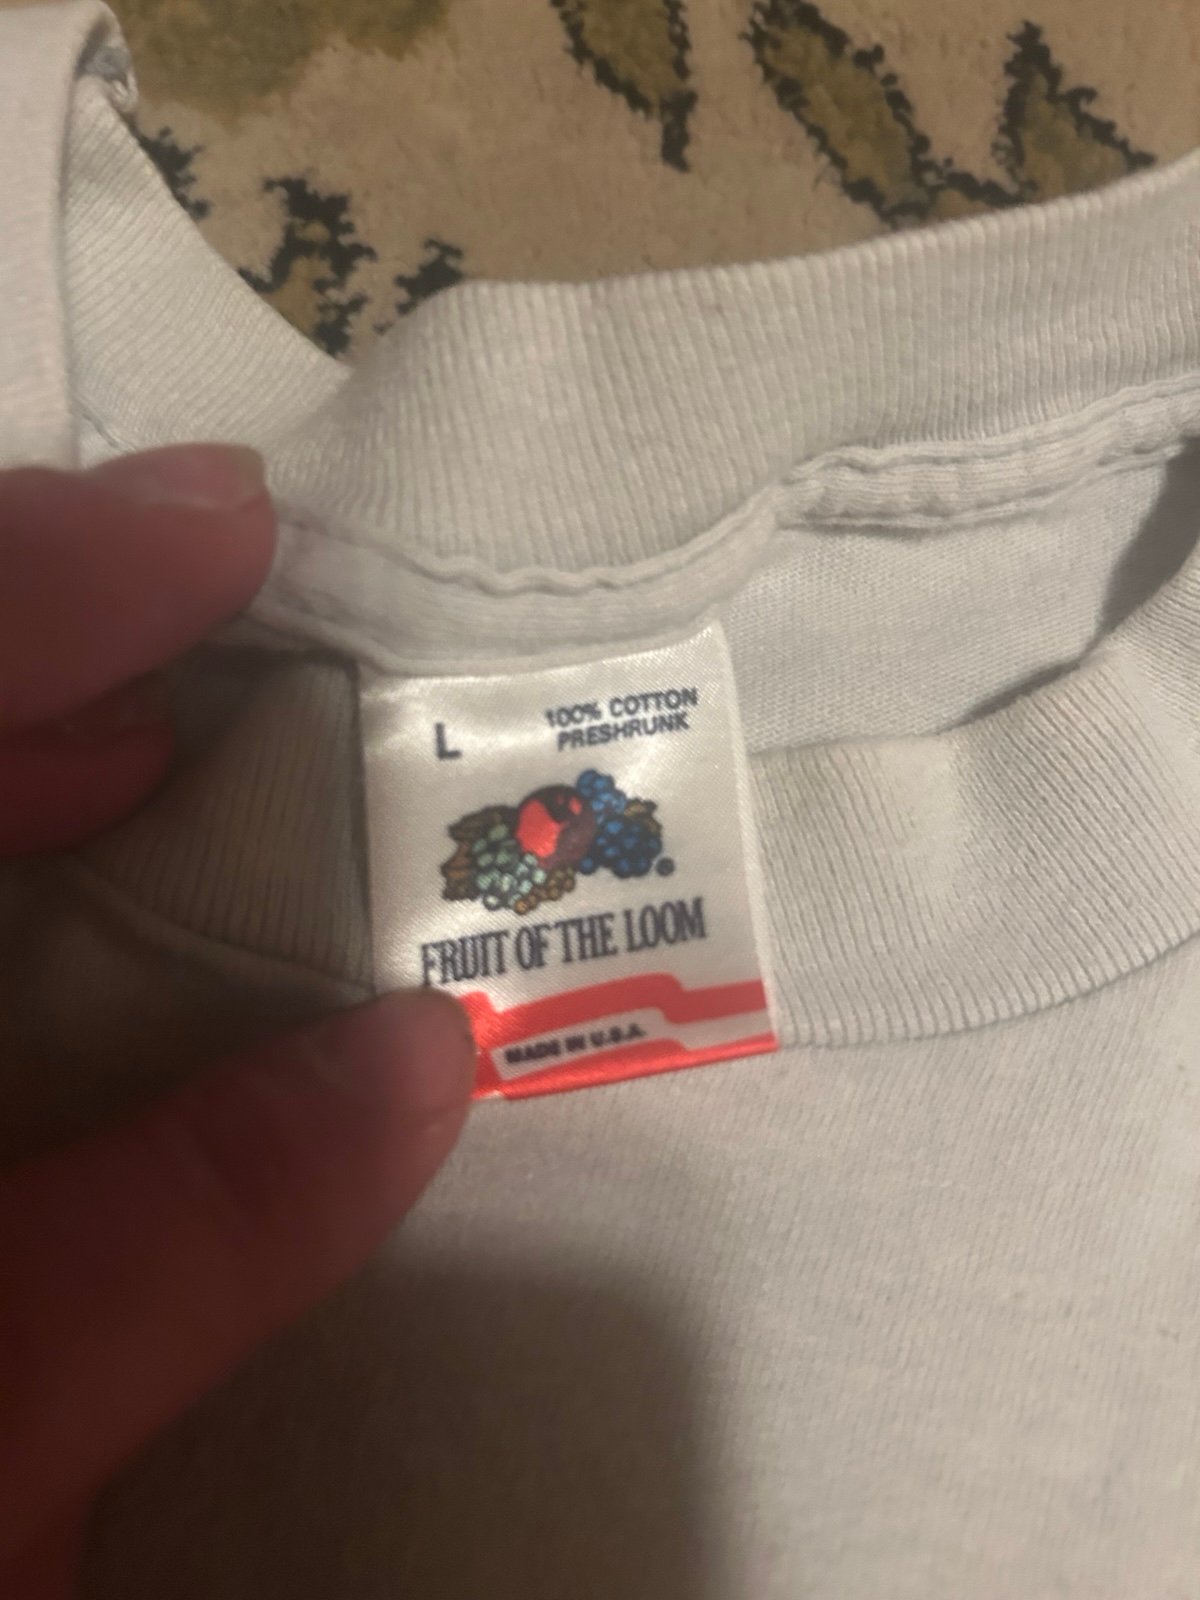 L
100% COTTON
PRESHRUNK
®
FRUIT OF THE LOOM
MADE IN U.S.A.